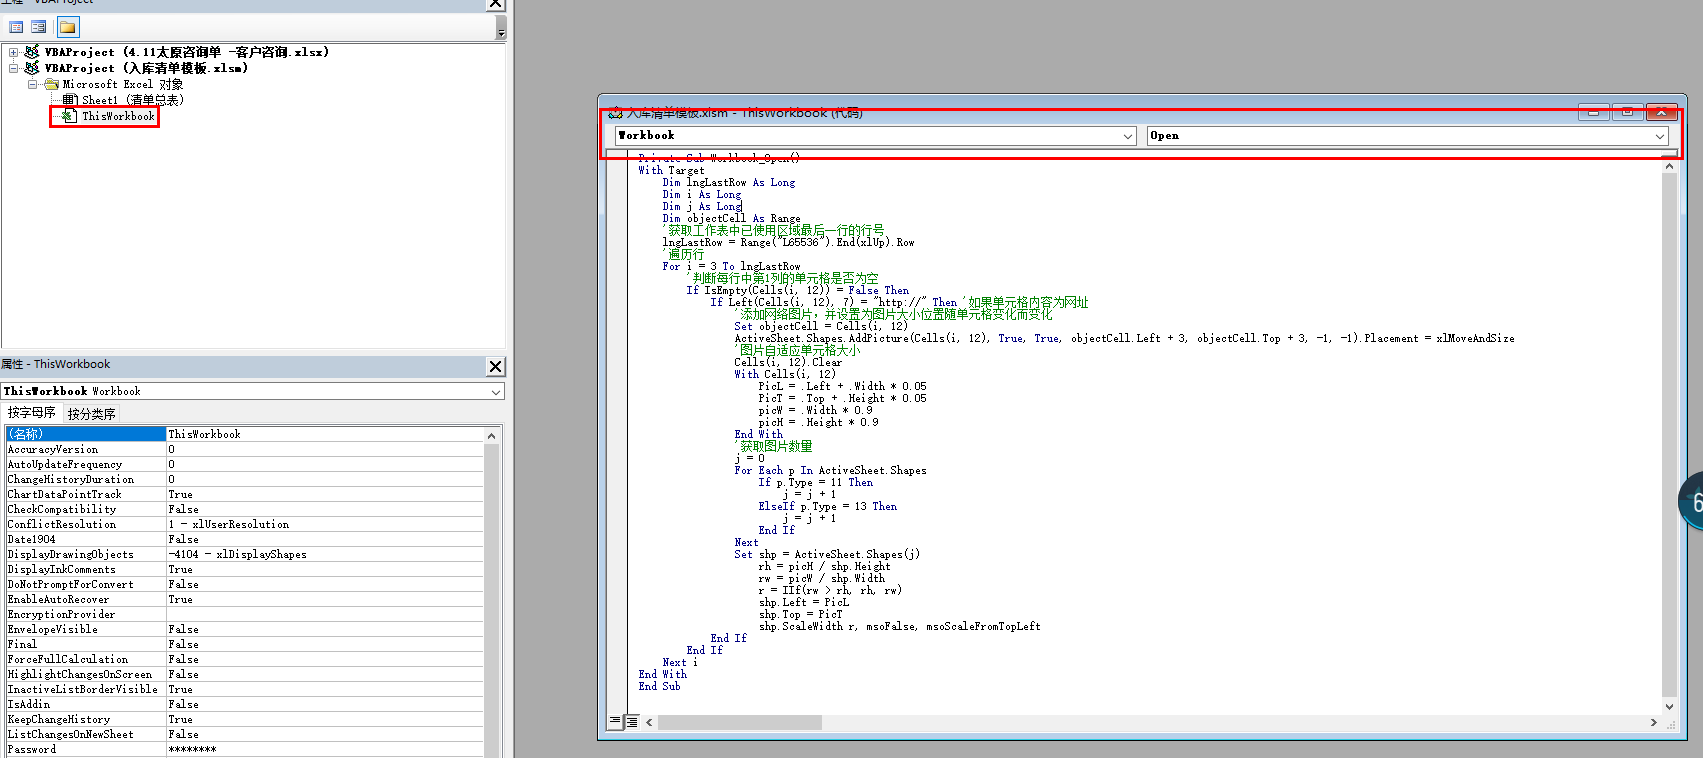 工程 - VBAProject
VBAProject (4.11太原咨询单 -客户咨询.xlsx)
VBAProject (入库清单模板.xlsm)
Microsoft Excel 对象
Sheet1 (清单总表)
ThisWorkbook
属性 - ThisWorkbook
ThisWorkbook Workbook
按字母序 按分类序
(名称) ThisWorkbook
AccuracyVersion 0
AutoUpdateFrequency 0
ChangeHistoryDuration 0
ChartDataPointTrack True
CheckCompatibility False
ConflictResolution 1 - xlUserResolution
Date1904 False
DisplayDrawingObjects -4104 - xlDisplayShapes
DisplayInkComments True
DoNotPromptForConvert False
EnableAutoRecover True
EncryptionProvider
EnvelopeVisible False
Final False
ForceFullCalculation False
HighlightChangesOnScreen False
InactiveListBorderVisible True
IsAddin False
KeepChangeHistory True
ListChangesOnNewSheet False
Password ********
入库清单模板.xlsm - ThisWorkbook (代码)
Workbook Open
Private Sub Workbook_Open()
With Target
Dim lngLastRow As Long
Dim i As Long
Dim j As Long
Dim objectCell As Range
'获取工作表中已使用区域最后一行的行号
lngLastRow = Range("L65536").End(xlUp).Row
'遍历行
For i = 3 To lngLastRow
'判断每行中第1列的单元格是否为空
If IsEmpty(Cells(i, 12)) = False Then
If Left(Cells(i, 12), 7) = "http://" Then '如果单元格内容为网址
'添加网络图片，并设置为图片大小位置随单元格变化而变化
Set objectCell = Cells(i, 12)
ActiveSheet.Shapes.AddPicture(Cells(i, 12), True, True, objectCell.Left + 3, objectCell.Top + 3, -1, -1).Placement = xlMoveAndSize
'图片自适应单元格大小
Cells(i, 12).Clear
With Cells(i, 12)
PicL = .Left + .Width * 0.05
PicT = .Top + .Height * 0.05
picW = .Width * 0.9
picH = .Height * 0.9
End With
'获取图片数量
j = 0
For Each p In ActiveSheet.Shapes
If p.Type = 11 Then
j = j + 1
ElseIf p.Type = 13 Then
j = j + 1
End If
Next
Set shp = ActiveSheet.Shapes(j)
rh = picH / shp.Height
rw = picW / shp.Width
r = IIf(rw > rh, rh, rw)
shp.Left = PicL
shp.Top = PicT
shp.ScaleWidth r, msoFalse, msoScaleFromTopLeft
End If
End If
Next i
End With
End Sub
6